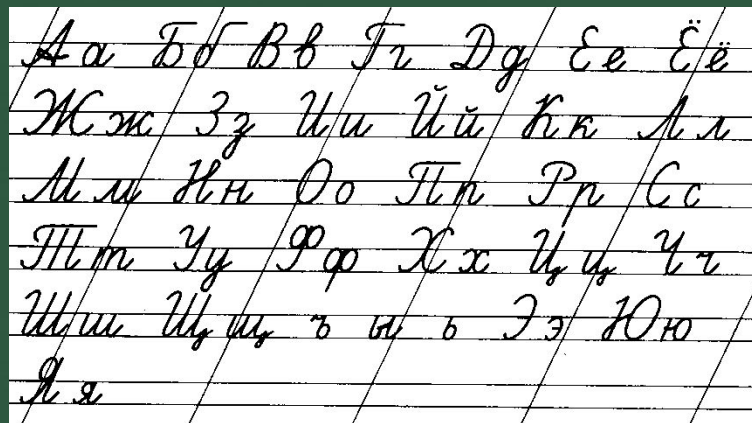 Аа Бб Вв Гг Дд Ее Ёё
Жж Зз Ии Йй Кк Лл
Мм Нн Оо Пп Рр Сс
Тт Уу Фф Хх Цц Чч
Шш Щщ ъ ы ь Ээ Юю
Яя